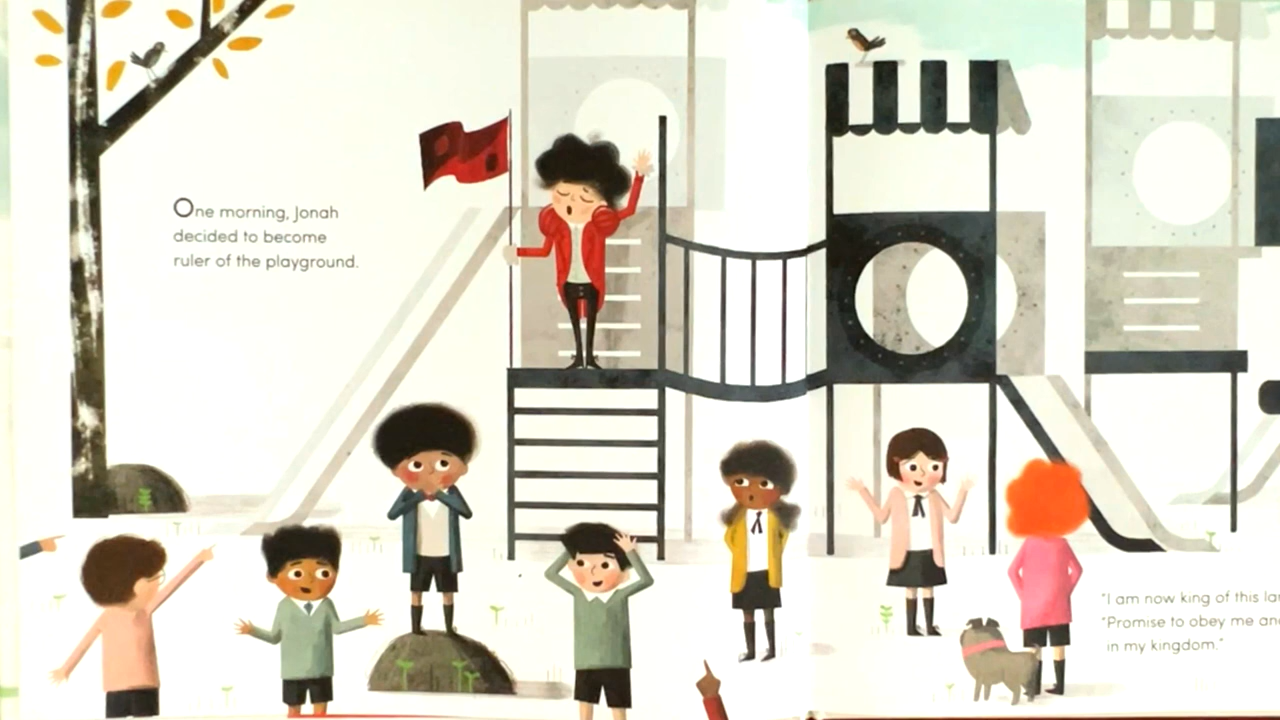 One morning, Jonah
decided to become
ruler of the playground.
"I am now king of this
"Promise to obey me
in my kingdom."